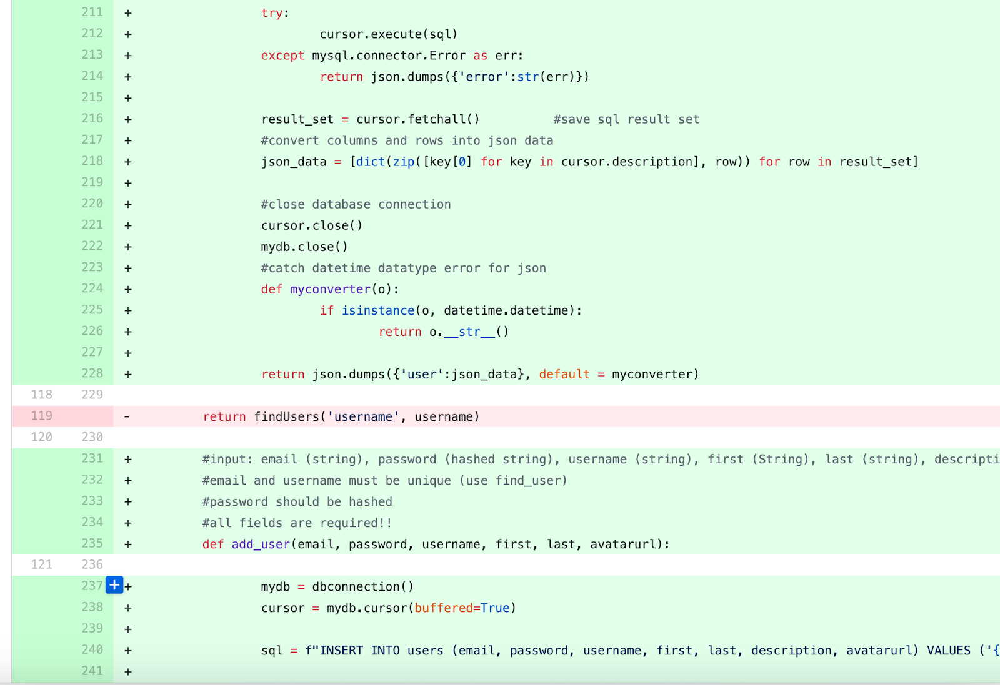 211 + try:
212 + cursor.execute(sql)
213 + except mysql.connector.Error as err:
214 + return json.dumps({'error':str(err)})
215 +
216 + result_set = cursor.fetchall() #save sql result set
217 + #convert columns and rows into json data
218 + json_data = [dict(zip([key[0] for key in cursor.description], row)) for row in result_set]
219 +
220 + #close database connection
221 + cursor.close()
222 + mydb.close()
223 + #catch datetime datatype error for json
224 + def myconverter(o):
225 + if isinstance(o, datetime.datetime):
226 + return o.__str__()
227 +
228 + return json.dumps({'user':json_data}, default = myconverter)
118 229
119 - return findUsers('username', username)
120 230
231 + #input: email (string), password (hashed string), username (string), first (String), last (string), descripti
232 + #email and username must be unique (use find_user)
233 + #password should be hashed
234 + #all fields are required!!
235 + def add_user(email, password, username, first, last, avatarurl):
121 236
237 + + mydb = dbconnection()
238 + cursor = mydb.cursor(buffered=True)
239 +
240 + sql = f"INSERT INTO users (email, password, username, first, last, description, avatarurl) VALUES ('{
241 +